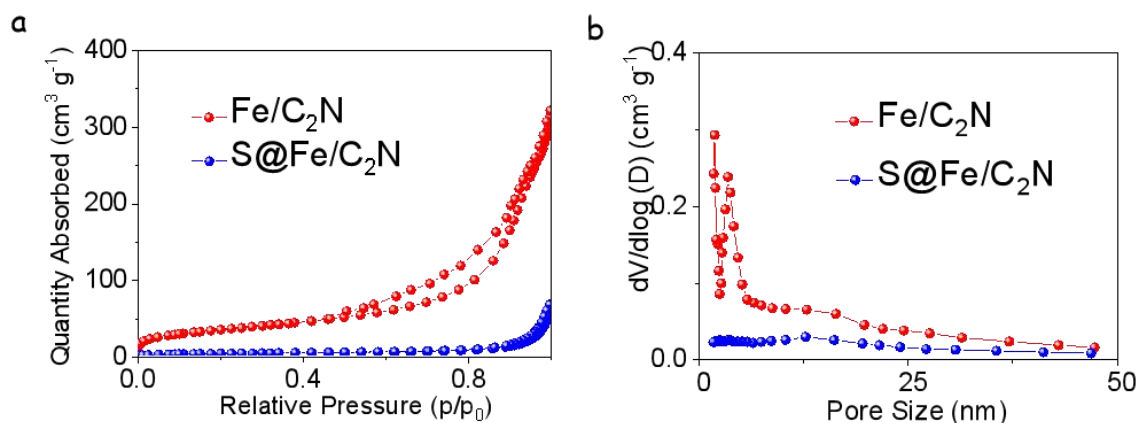 a
Quantity Absorbed (cm³ g⁻¹)
400
300
200
100
0
Fe/C₂N
S@Fe/C₂N
0.0
0.4
0.8
Relative Pressure (p/p₀)
b
dV/dlog (D) (cm³ g⁻¹)
0.4
0.2
0.0
Fe/C₂N
S@Fe/C₂N
0
25
50
Pore Size (nm)